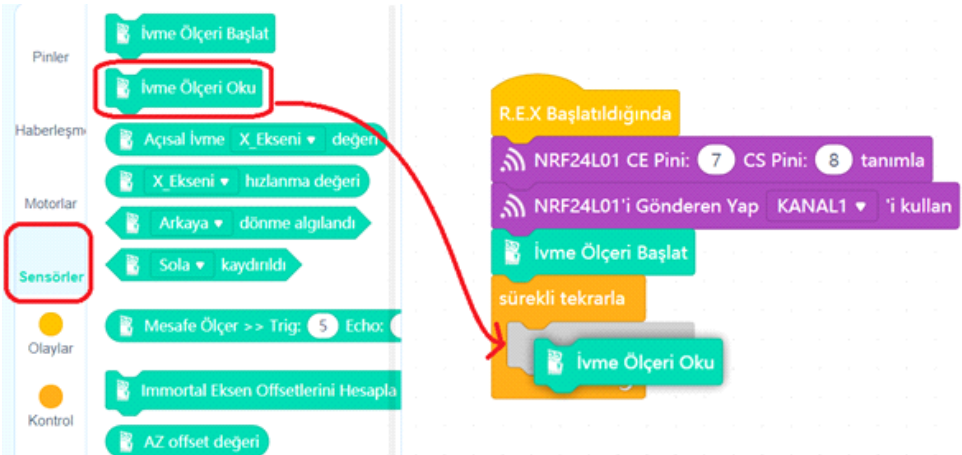 Pinler
Haberleşme
Motorlar
Sensörler
Olaylar
Kontrol
İvme Ölçeri Başlat
İvme Ölçeri Oku
Açısal İvme X_Ekseni değeri
X_Ekseni hızlanma değeri
Arkaya dönme algılandı
Sola kaydırıldı
Mesafe Ölçer >> Trig: 5 Echo:
Immortal Eksen Offsetlerini Hesapla
AZ offset değeri
R.E.X Başlatıldığında
NRF24L01 CE Pini: 7 CS Pini: 8 tanımla
NRF24L01'i Gönderen Yap KANAL1 'i kullan
İvme Ölçeri Başlat
sürekli tekrarla
İvme Ölçeri Oku